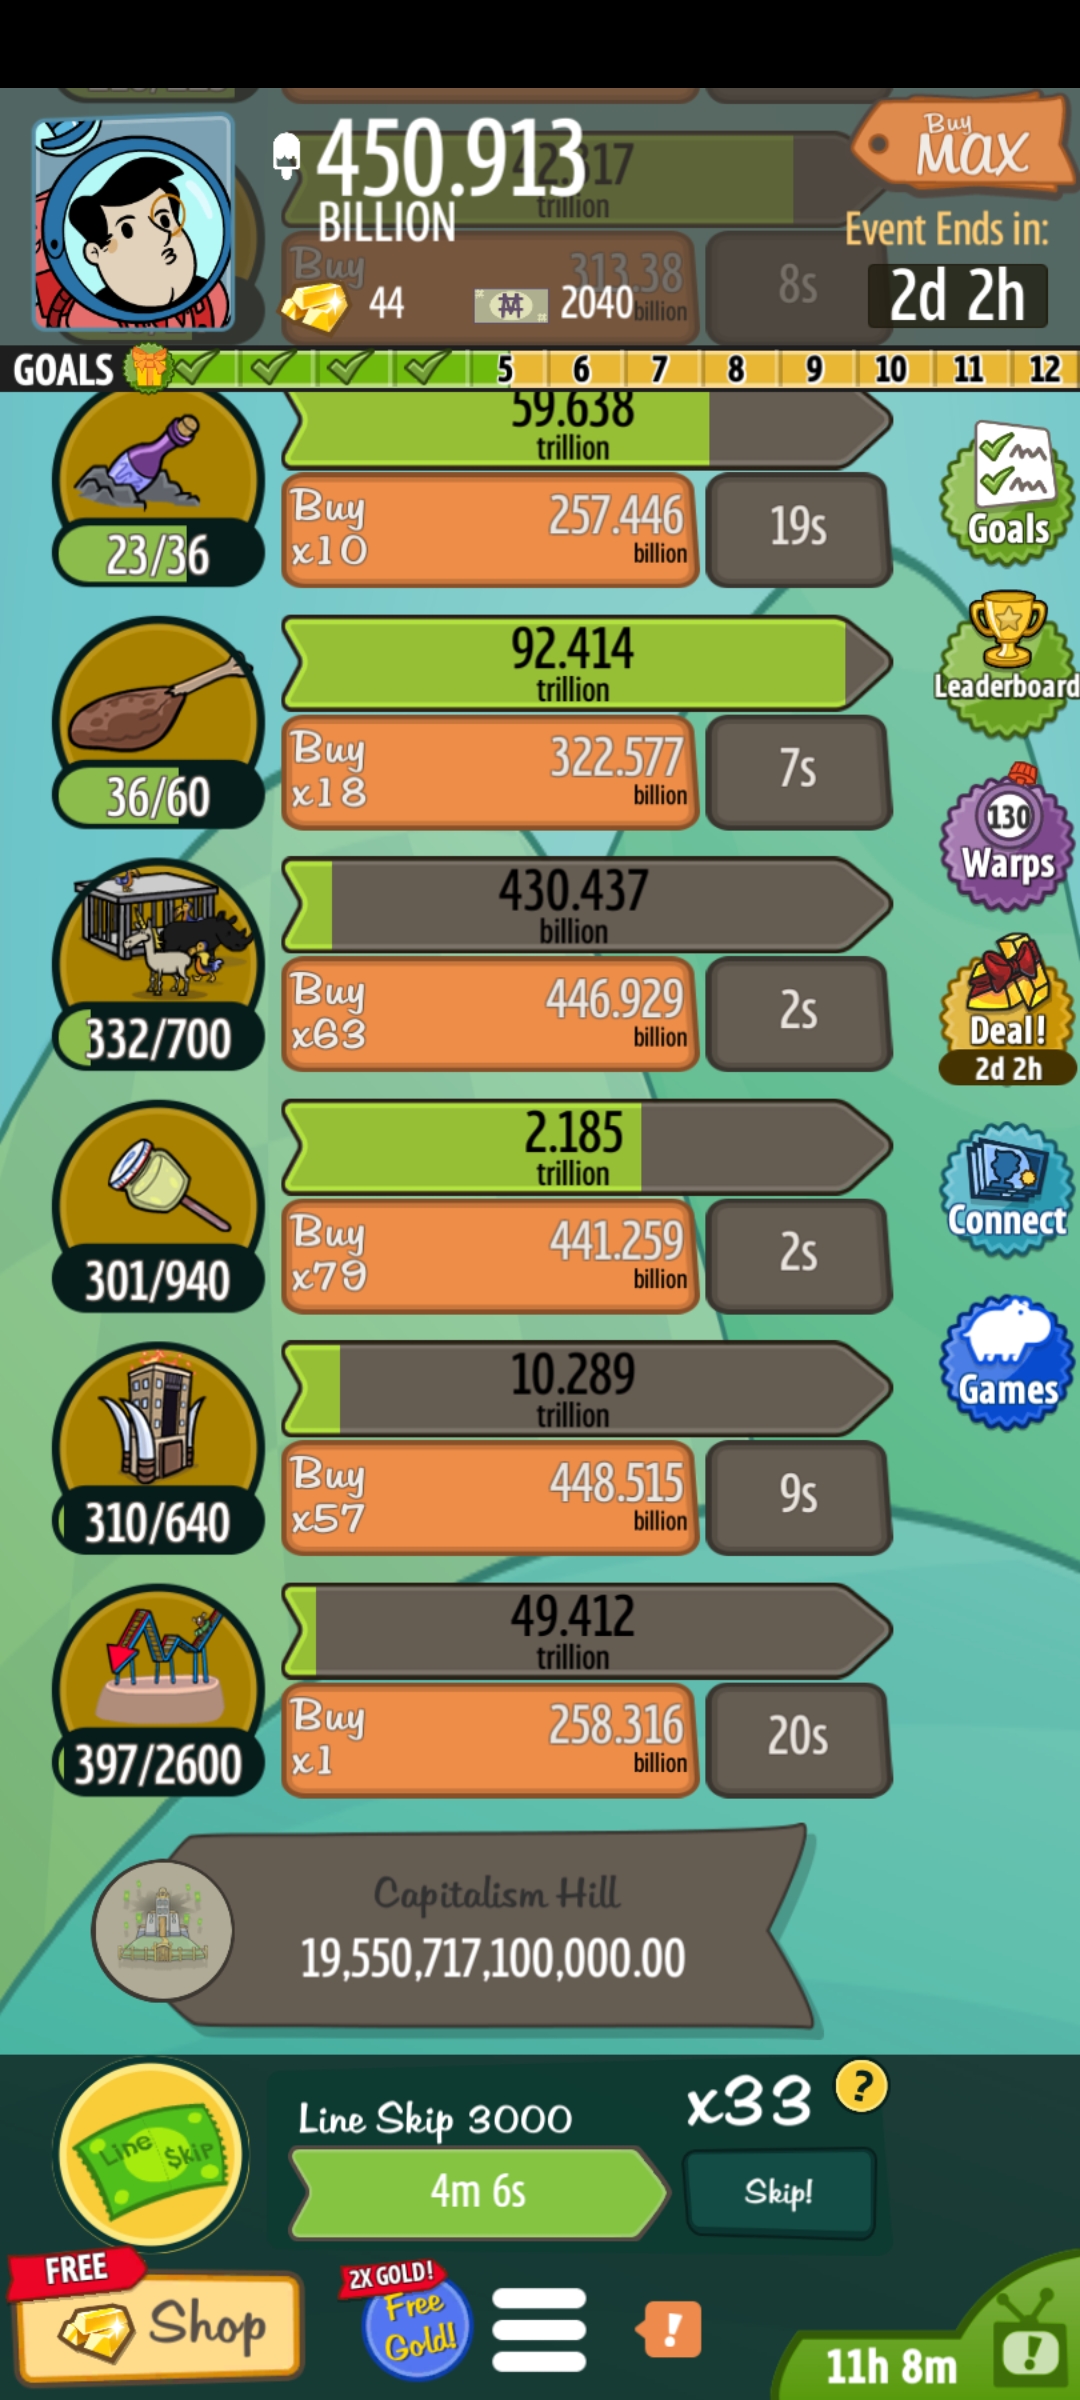 450.913
BILLION
Buy
MAX
Event Ends in:
2d 2h
44
2040
42.317
trillion
Buy
313.38
billion
8s
GOALS
5 6 7 8 9 10 11 12
59.638
trillion
Buy
x10
257.446
billion
19s
23/36
Goals
92.414
trillion
Buy
x18
322.577
billion
7s
36/60
Leaderboard
130
Warps
430.437
billion
Buy
x63
446.929
billion
2s
332/700
Deal!
2d 2h
2.185
trillion
Buy
x79
441.259
billion
2s
301/940
Connect
10.289
trillion
Buy
x57
448.515
billion
9s
310/640
Games
49.412
trillion
Buy
x1
258.316
billion
20s
397/2600
Capitalism Hill
19,550,717,100,000.00
Line $kip
Line Skip 3000
x33
?
4m 6s
Skip!
FREE
Shop
2X GOLD!
Free
Gold!
!
11h 8m
!